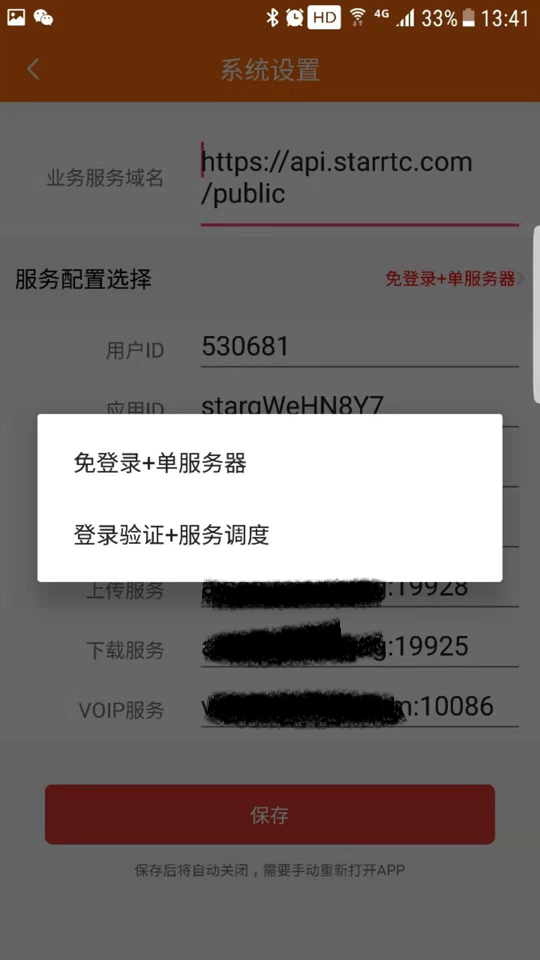 HD 4G 33% 13:41
系统设置
业务服务域名
https://api.starrtc.com
/public
服务配置选择
免登录+单服务器
用户ID
530681
应用ID
stargWeHN8Y7
免登录+单服务器
登录验证+服务调度
上传服务
g:19928
下载服务
g:19925
VOIP服务
m:10086
保存
保存后将自动关闭，需要手动重新打开APP